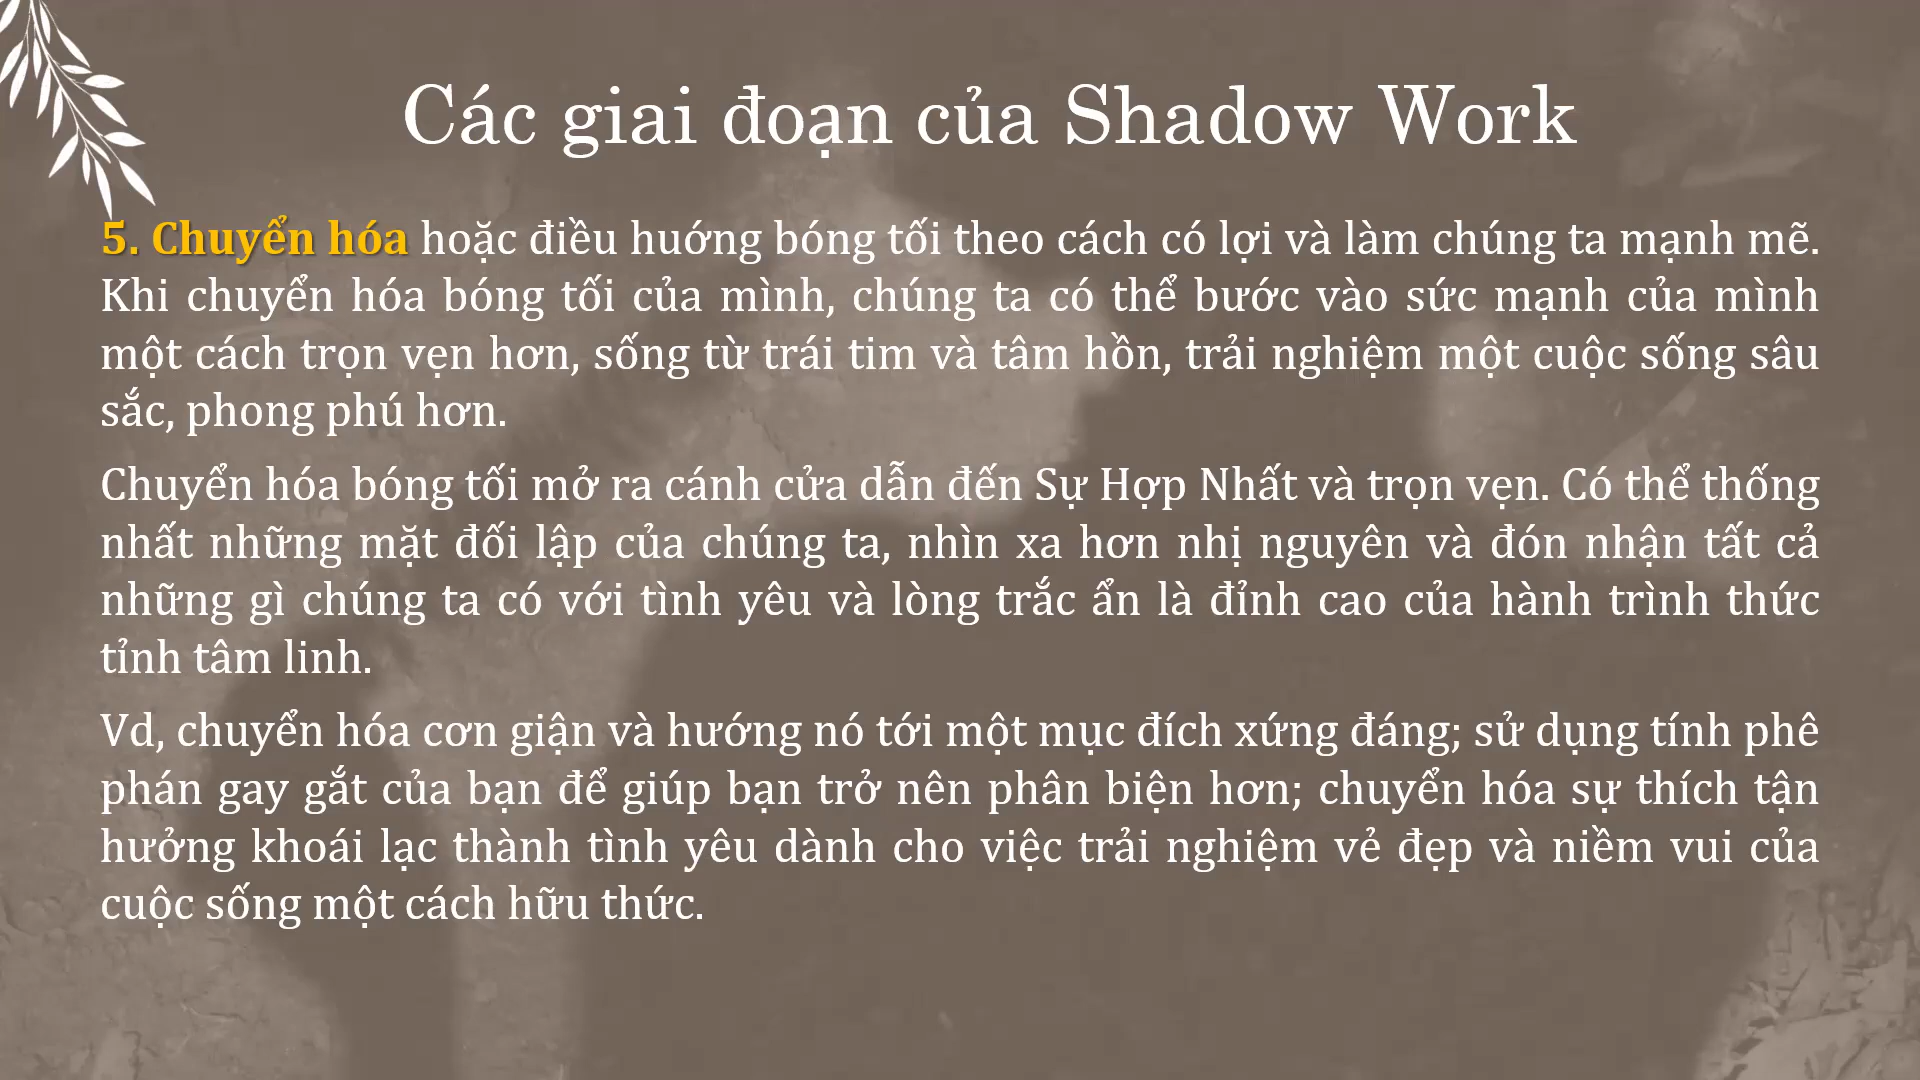 Các giai đoạn của Shadow Work
5. Chuyển hóa hoặc điều huớng bóng tối theo cách có lợi và làm chúng ta mạnh mẽ.
Khi chuyển hóa bóng tối của mình, chúng ta có thể bước vào sức mạnh của mình
một cách trọn vẹn hơn, sống từ trái tim và tâm hồn, trải nghiệm một cuộc sống sâu
sắc, phong phú hơn.
Chuyển hóa bóng tối mở ra cánh cửa dẫn đến Sự Hợp Nhất và trọn vẹn. Có thể thống
nhất những mặt đối lập của chúng ta, nhìn xa hơn nhị nguyên và đón nhận tất cả
những gì chúng ta có với tình yêu và lòng trắc ẩn là đỉnh cao của hành trình thức
tỉnh tâm linh.
Vd, chuyển hóa cơn giận và hướng nó tới một mục đích xứng đáng; sử dụng tính phê
phán gay gắt của bạn để giúp bạn trở nên phân biện hơn; chuyển hóa sự thích tận
hưởng khoái lạc thành tình yêu dành cho việc trải nghiệm vẻ đẹp và niềm vui của
cuộc sống một cách hữu thức.